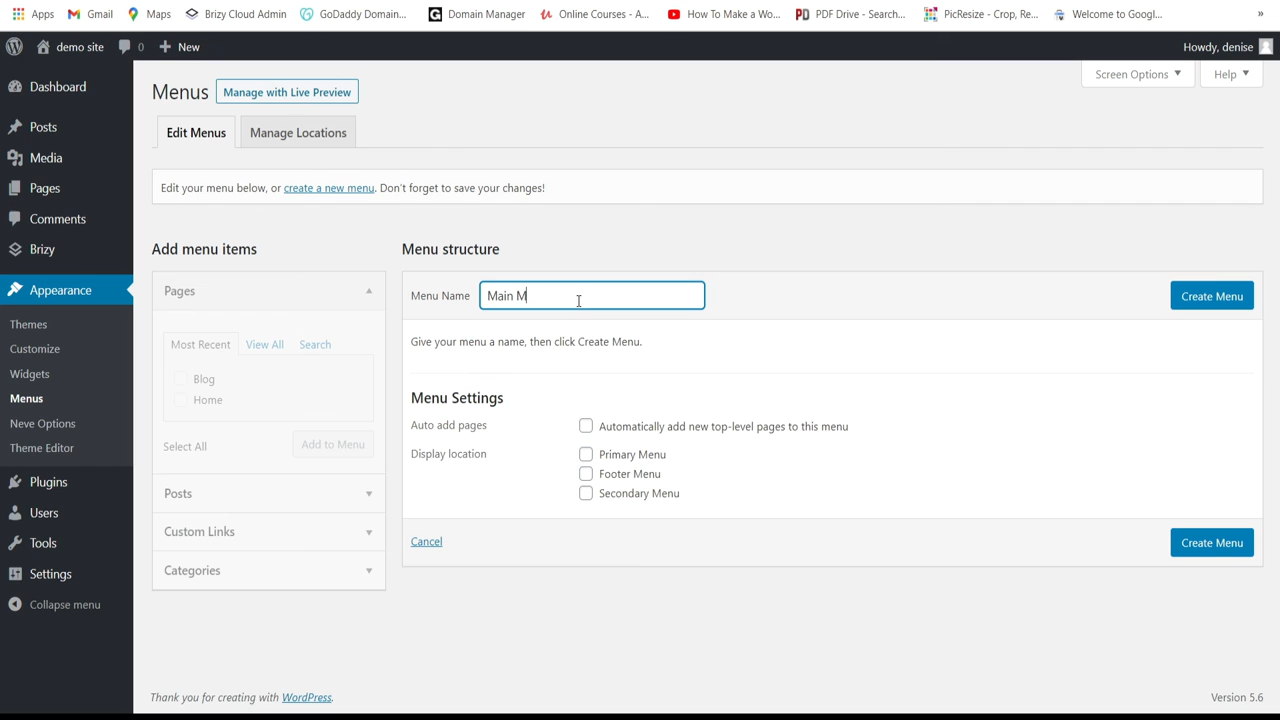 Apps Gmail Maps Brizy Cloud Admin GoDaddy Domain... Domain Manager Online Courses - A... How To Make a Wo... PDF Drive - Search... PicResize - Crop, Re... Welcome to Googl... »
demo site 0 New Howdy, denise
Screen Options Help
Dashboard
Posts
Media
Pages
Comments
Brizy
Appearance
Themes
Customize
Widgets
Menus
Neve Options
Theme Editor
Plugins
Users
Tools
Settings
Collapse menu
Menus Manage with Live Preview
Edit Menus Manage Locations
Edit your menu below, or create a new menu. Don't forget to save your changes!
Add menu items
Pages
Most Recent View All Search
Blog
Home
Select All Add to Menu
Posts
Custom Links
Categories
Menu structure
Menu Name Main M Create Menu
Give your menu a name, then click Create Menu.
Menu Settings
Auto add pages Automatically add new top-level pages to this menu
Display location Primary Menu
Footer Menu
Secondary Menu
Cancel Create Menu
Thank you for creating with WordPress. Version 5.6